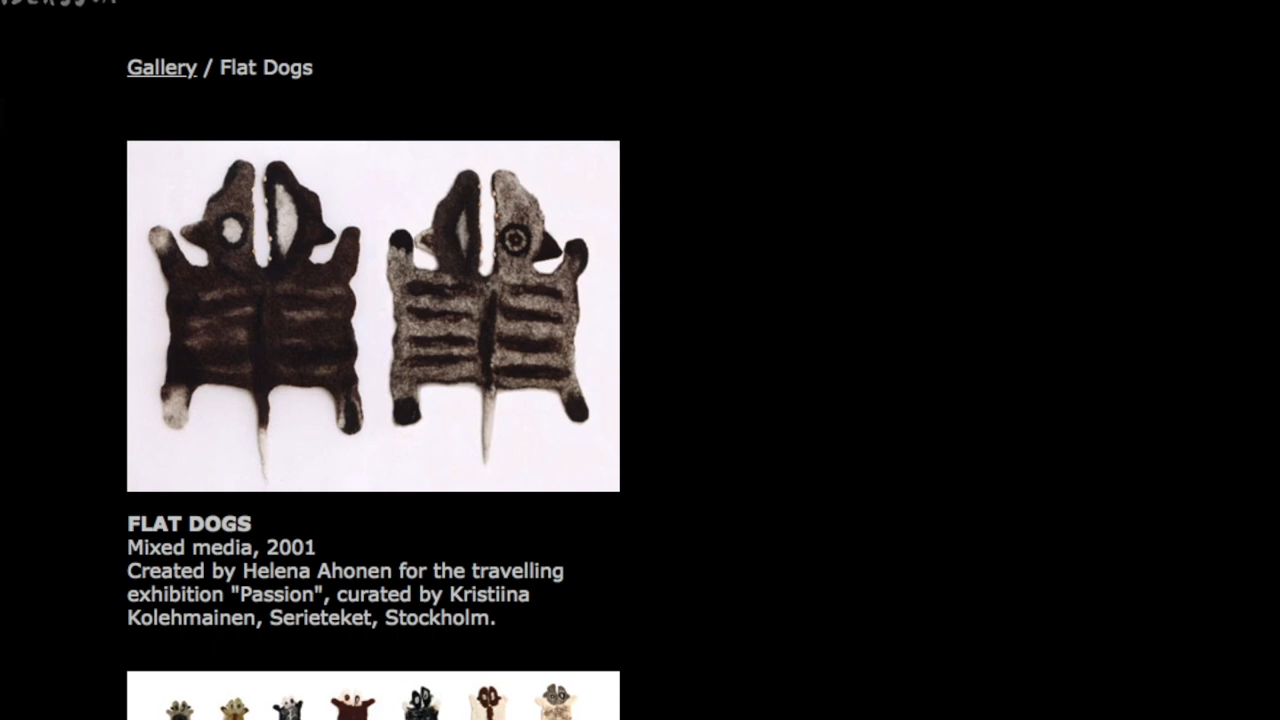 Gallery / Flat Dogs
FLAT DOGS
Mixed media, 2001
Created by Helena Ahonen for the travelling
exhibition "Passion", curated by Kristiina
Kolehmainen, Serieteket, Stockholm.